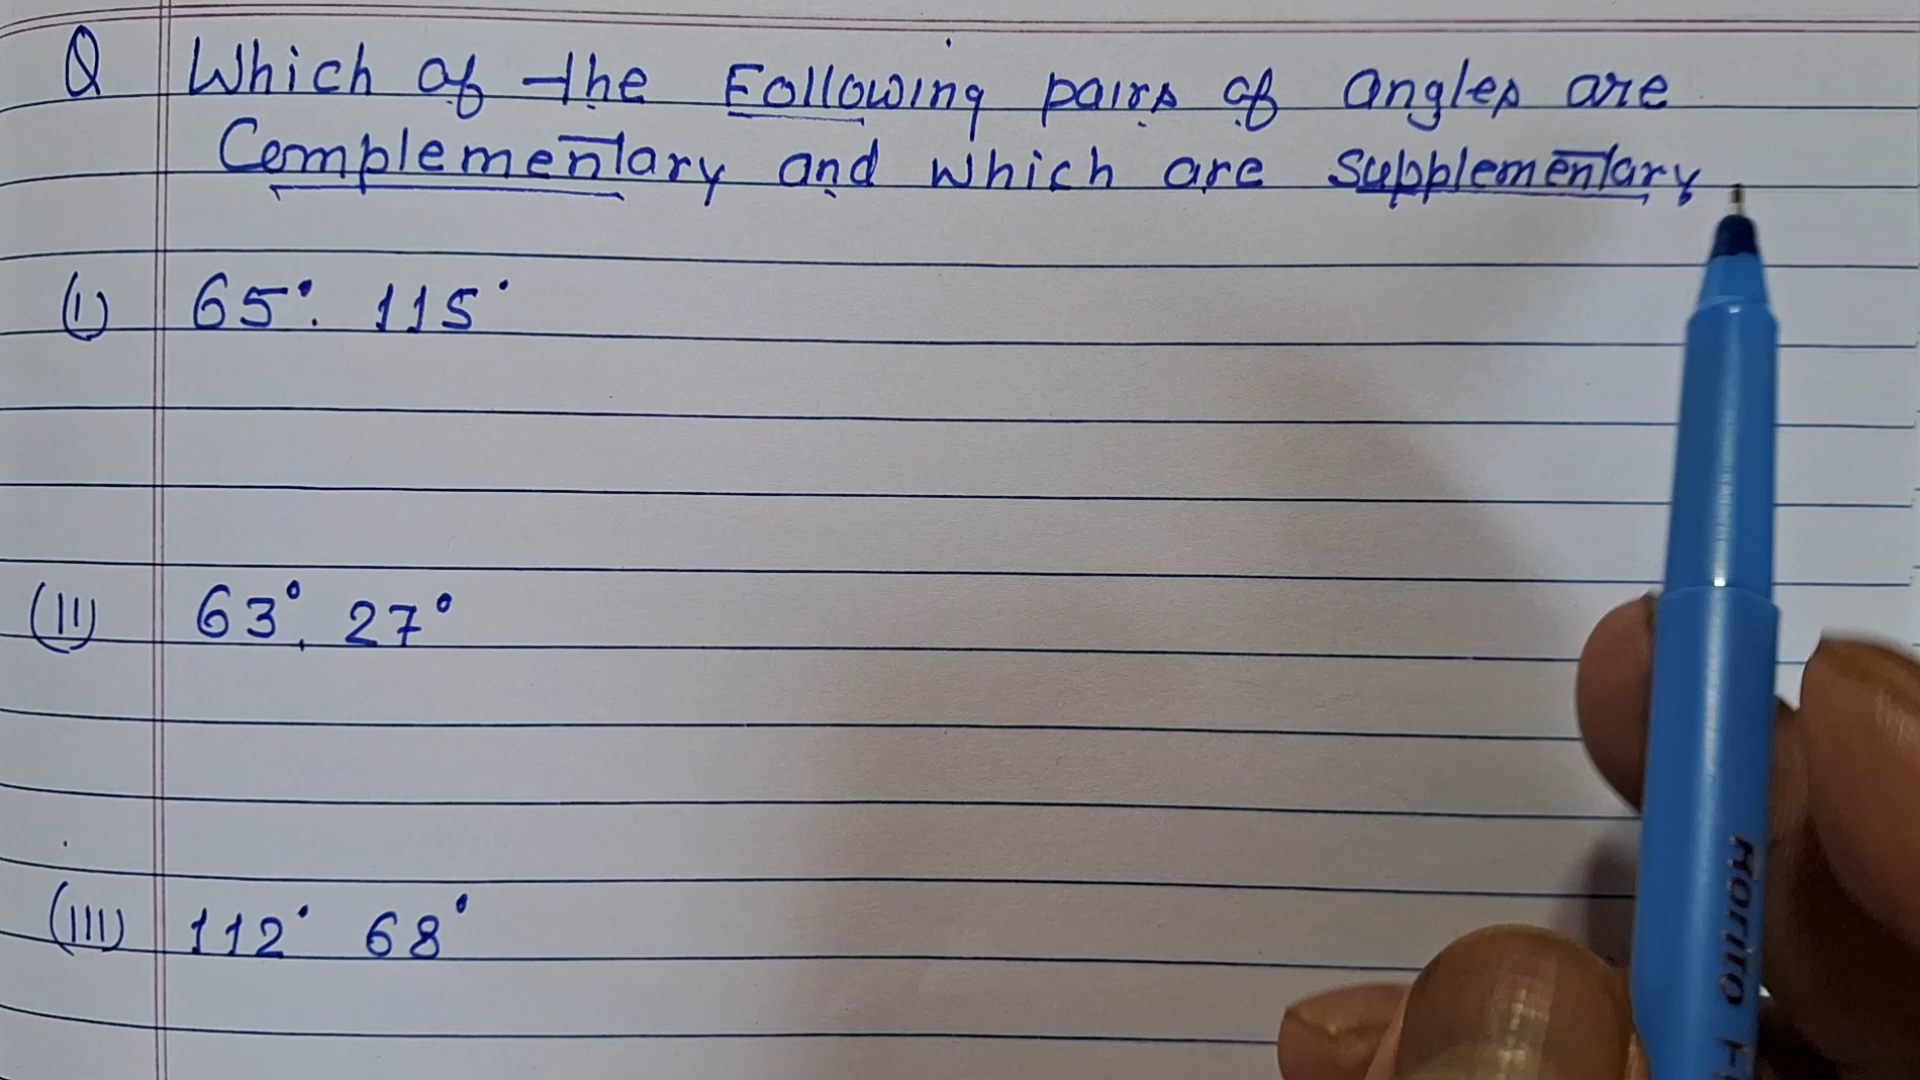 Q Which of the Following pairs of angles are
Complementary and which are Supplementary
(I) 65°. 115°
(II) 63°, 27°
(III) 112° 68°